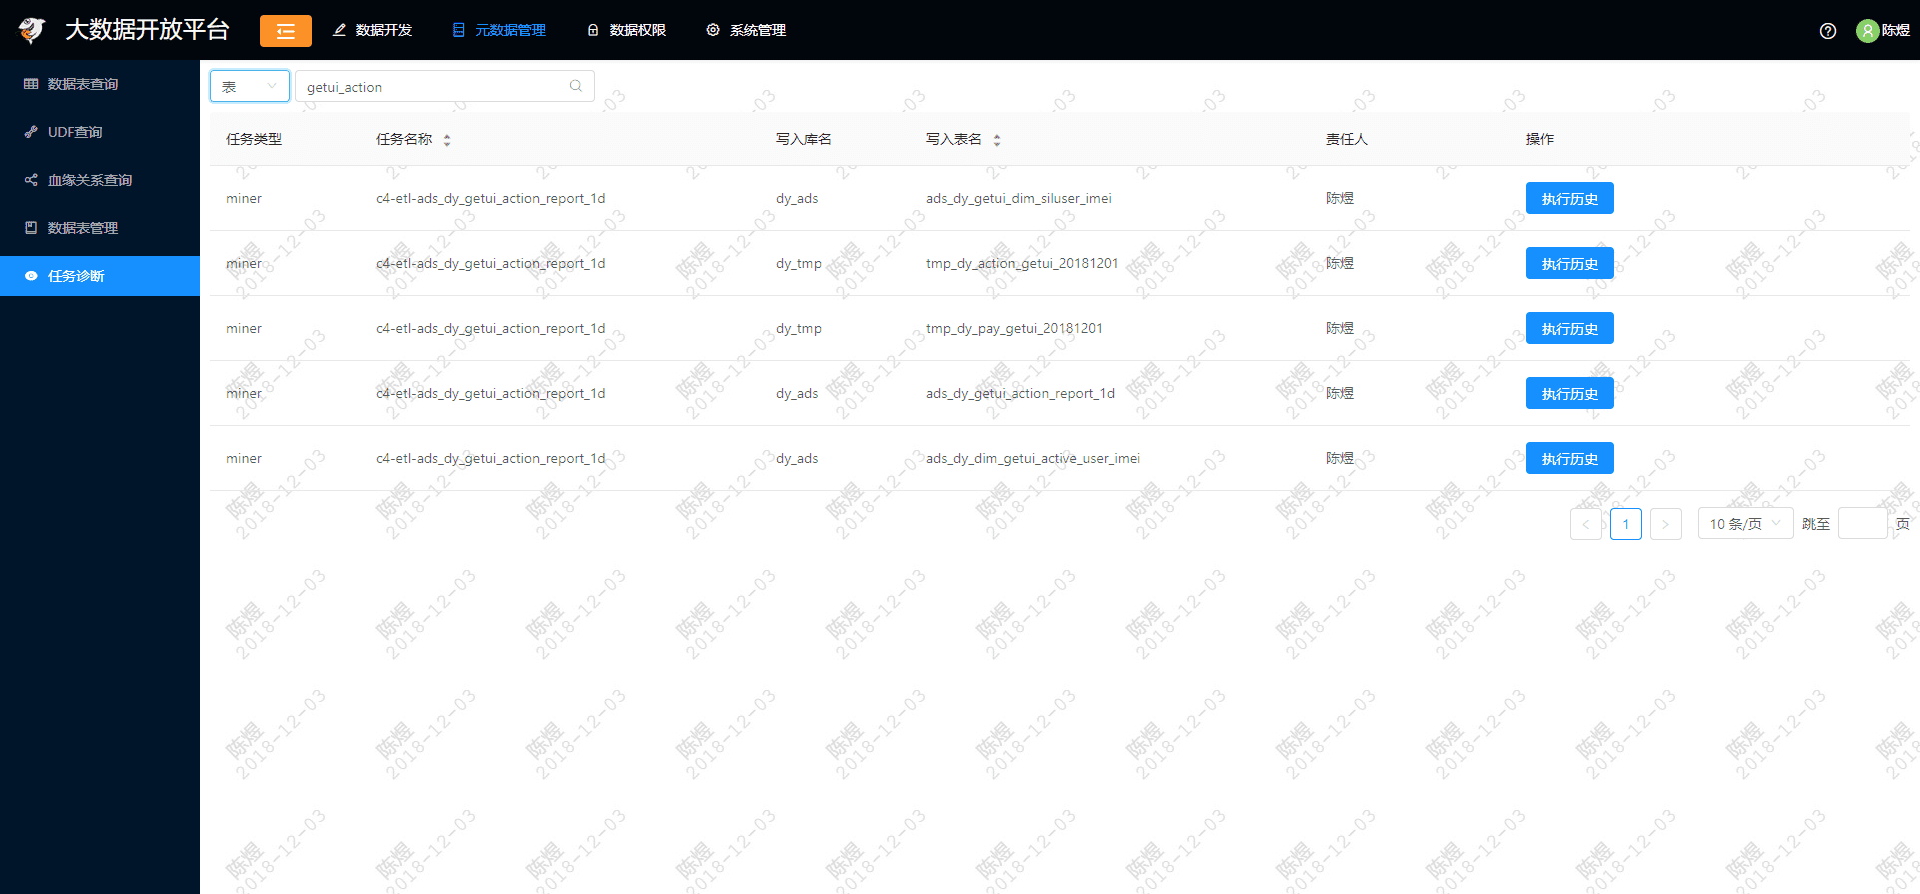 大数据开放平台
数据开发 元数据管理 数据权限 系统管理 陈煜
数据表查询
UDF查询
血缘关系查询
数据表管理
任务诊断
表 getui_action
任务类型 任务名称 写入库名 写入表名 责任人 操作
miner c4-etl-ads_dy_getui_action_report_1d dy_ads ads_dy_getui_dim_siluser_imei 陈煜 执行历史
miner c4-etl-ads_dy_getui_action_report_1d dy_tmp tmp_dy_action_getui_20181201 陈煜 执行历史
miner c4-etl-ads_dy_getui_action_report_1d dy_tmp tmp_dy_pay_getui_20181201 陈煜 执行历史
miner c4-etl-ads_dy_getui_action_report_1d dy_ads ads_dy_getui_action_report_1d 陈煜 执行历史
miner c4-etl-ads_dy_getui_action_report_1d dy_ads ads_dy_dim_getui_active_user_imei 陈煜 执行历史
< 1 > 10 条/页 跳至 页
陈煜
2018-12-03